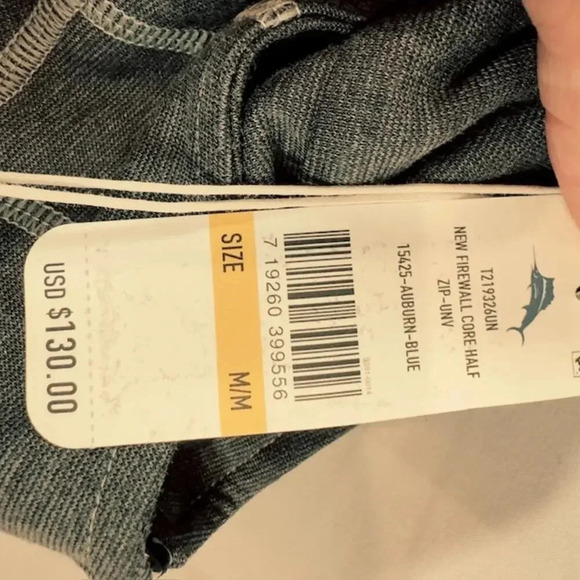 T219326UN
NEW FIREWALL CORE HALF
ZIP-UNV
15425-AUBURN-BLUE
7 19260 399556
SIZE M/M
USD $130.00